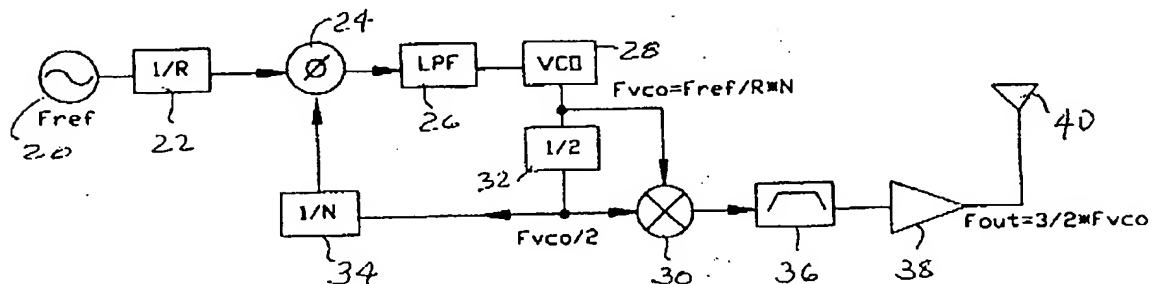 24
28
40
1/R
Ø
LPF
VCO
Fvco=Fref/R*N
Fref
20
22
26
32
1/2
1/N
Fvco/2
Fout=3/2*Fvco
34
30
36
38